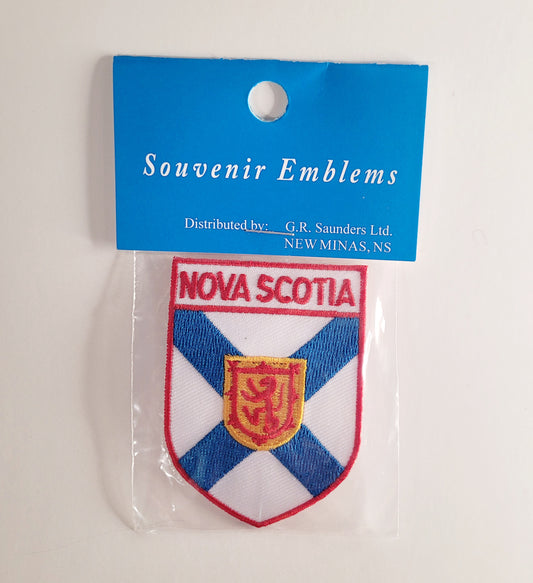 Souvenir Emblems
Distributed by: G.R. Saunders Ltd.
NEW MINAS, NS
NOVA SCOTIA